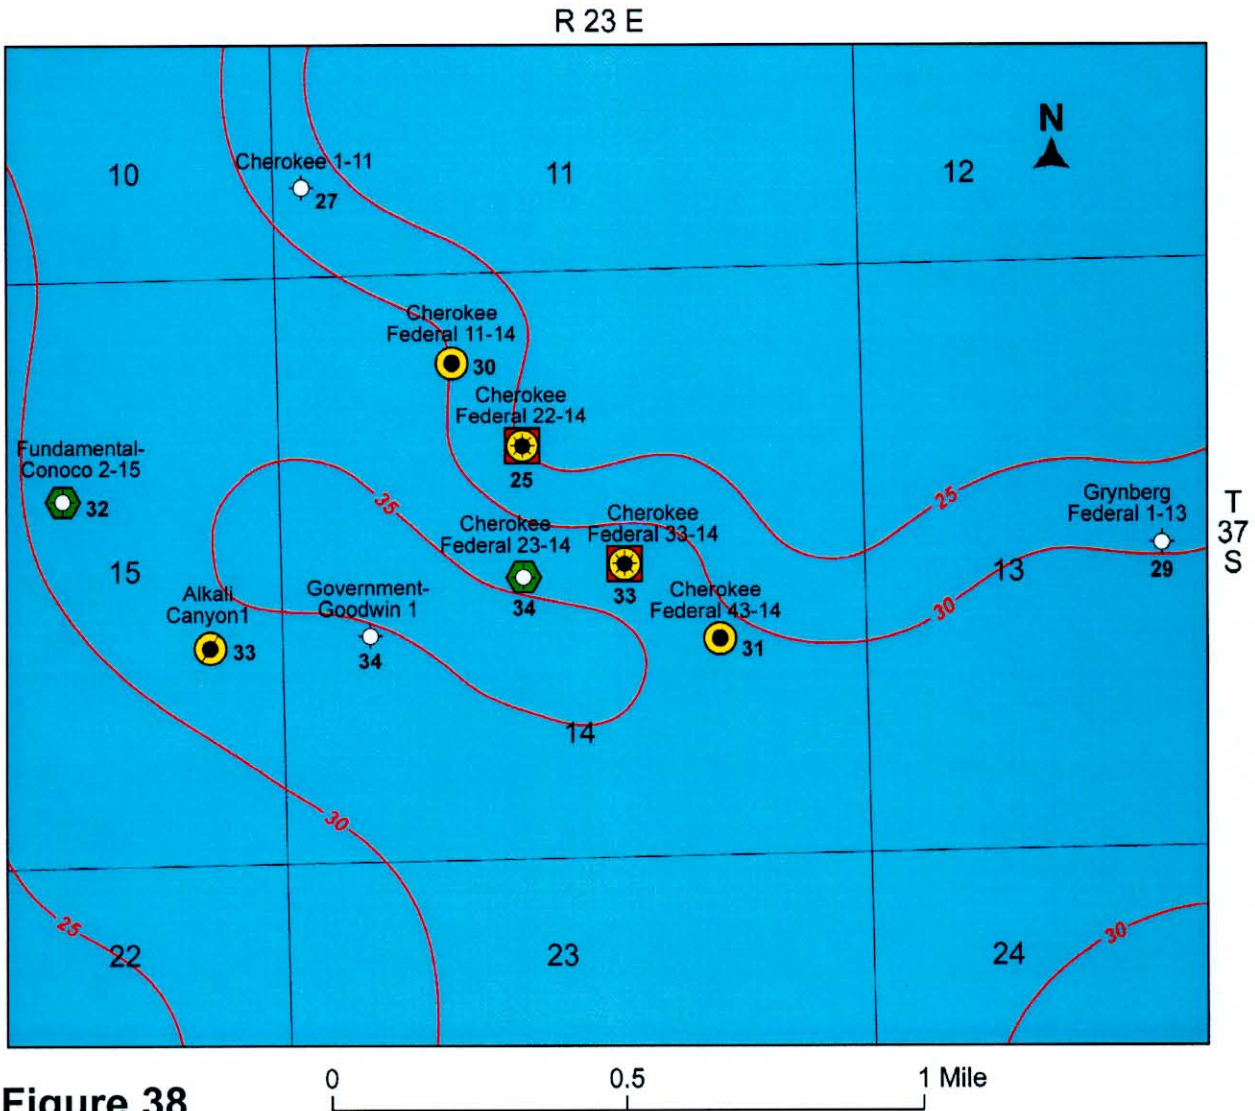 R 23 E
N
10
11
12
Cherokee 1-11
27
Cherokee
Federal 11-14
30
Cherokee
Federal 22-14
25
Fundamental-
Conoco 2-15
32
35
Cherokee
Federal 23-14
34
Cherokee
Federal 33-14
33
25
Grynberg
Federal 1-13
29
T
37
S
15
Alkali
Canyon1
33
Government-
Goodwin 1
34
Cherokee
Federal 43-14
31
13
30
14
30
25
22
23
24
30
0 0.5 1 Mile
Figure 38